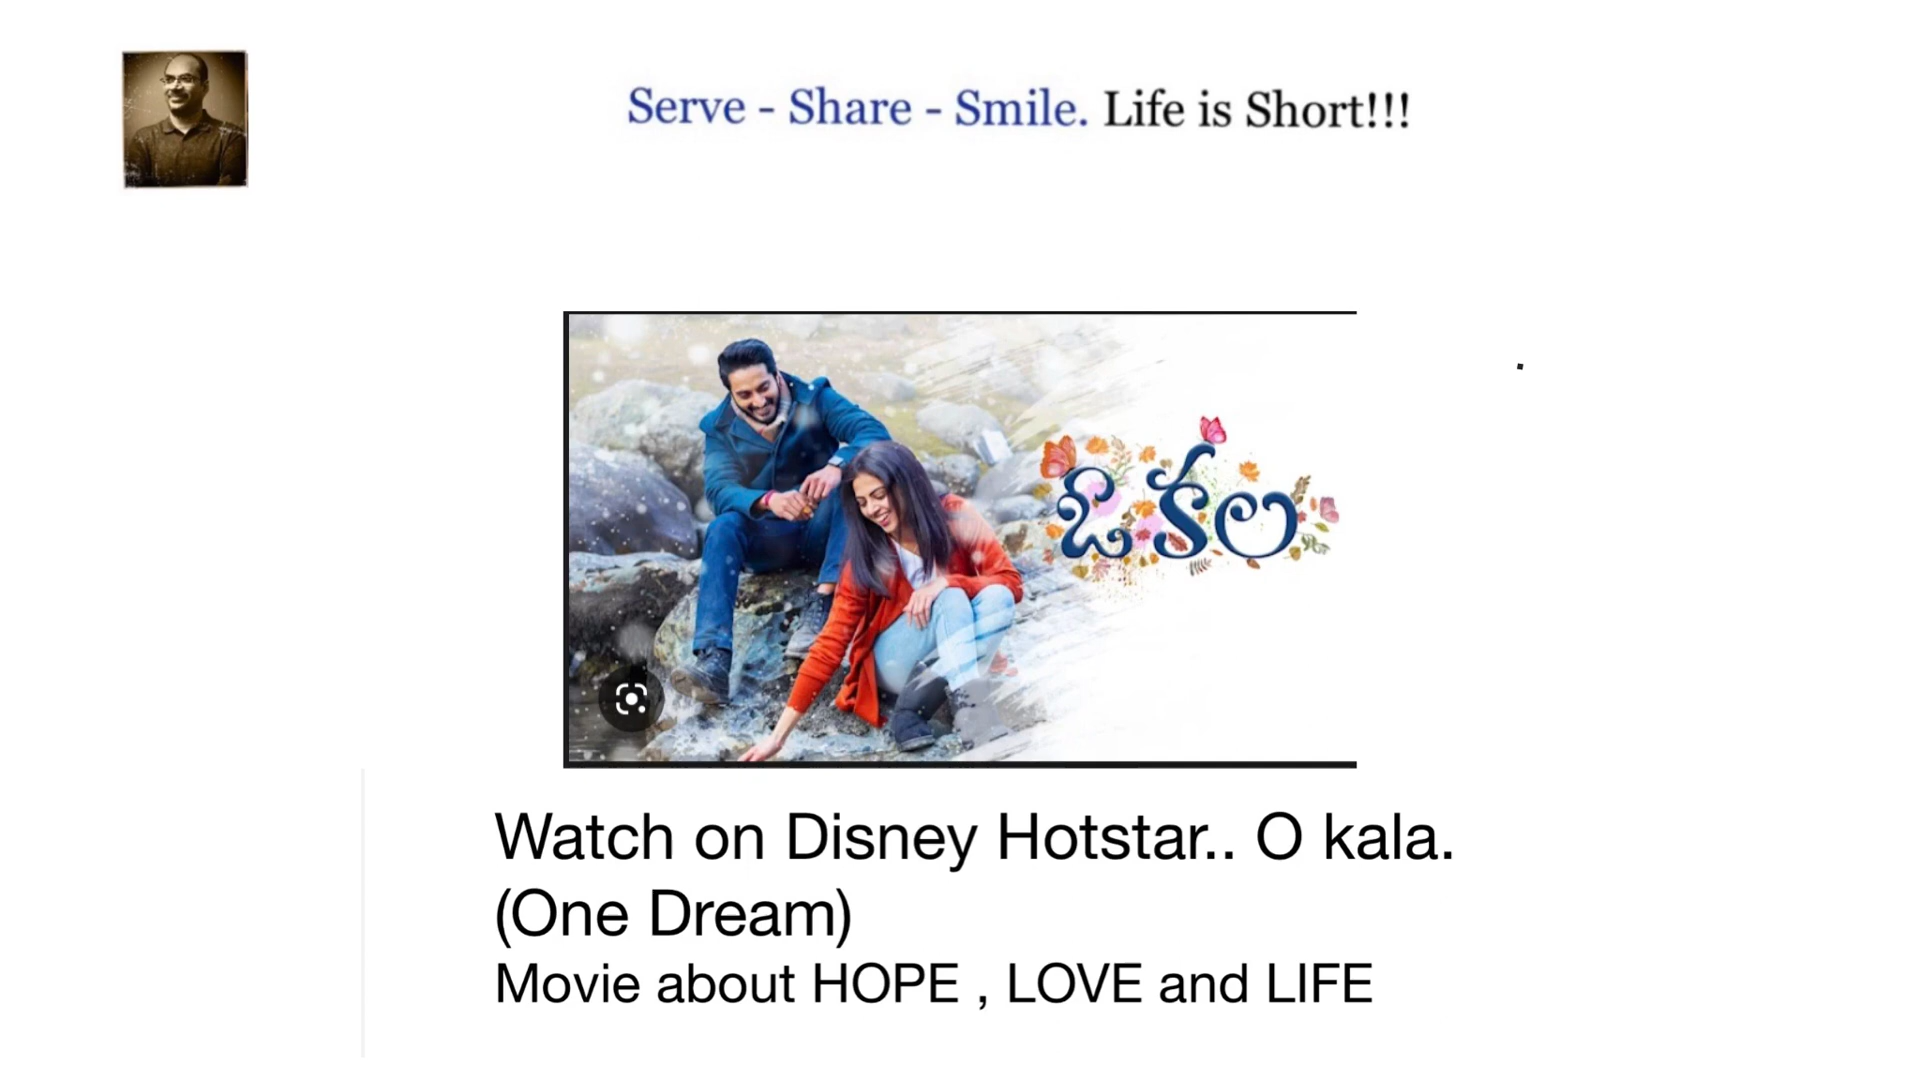 Serve - Share - Smile. Life is Short!!!
ఓ కల
Watch on Disney Hotstar.. O kala.
(One Dream)
Movie about HOPE , LOVE and LIFE